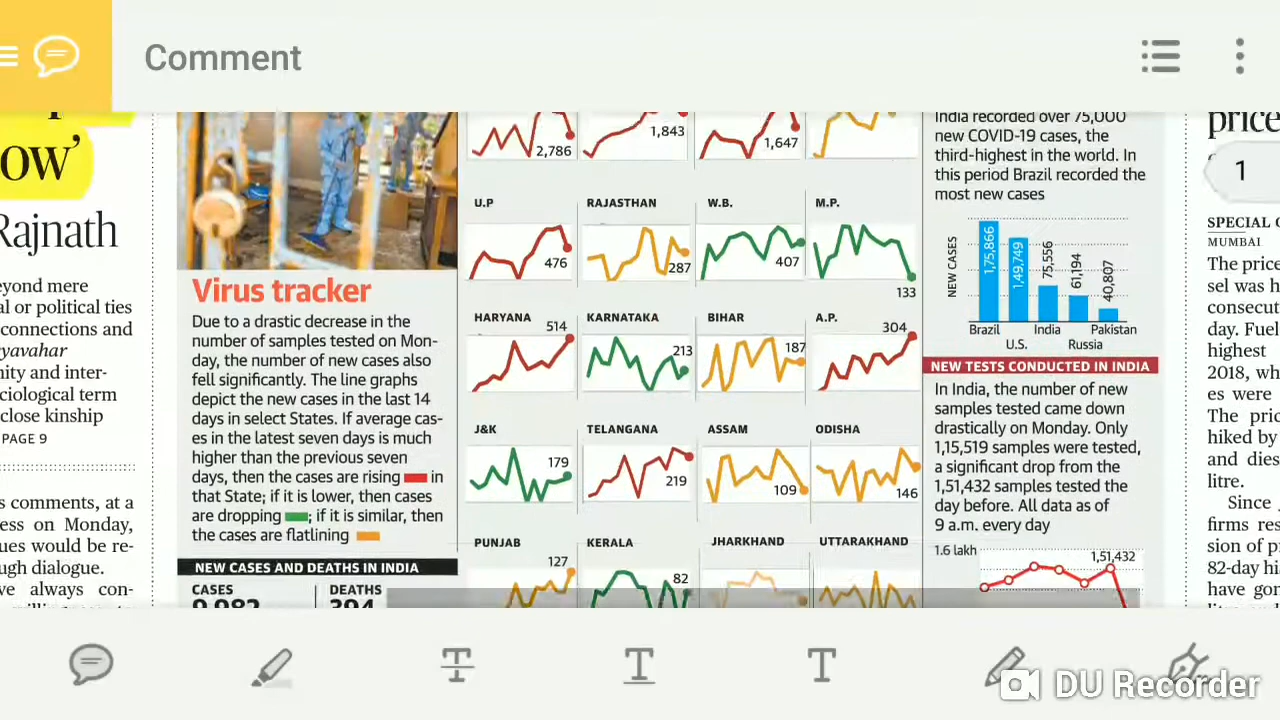 Comment
ow’
Rajnath
eyond mere
al or political ties
connections and
yavahar
nity and inter-
ciological term
close kinship
PAGE 9
s comments, at a
ess on Monday,
ues would be re-
ugh dialogue.
ve always con-
Virus tracker
Due to a drastic decrease in the
number of samples tested on Mon-
day, the number of new cases also
fell significantly. The line graphs
depict the new cases in the last 14
days in select States. If average cas-
es in the latest seven days is much
higher than the previous seven
days, then the cases are rising in
that State; if it is lower, then cases
are dropping ; if it is similar, then
the cases are flatlining
NEW CASES AND DEATHS IN INDIA
CASES
9,982
DEATHS
394
2,786
1,843
1,647
U.P
476
RAJASTHAN
287
W.B.
407
M.P.
133
HARYANA
514
KARNATAKA
213
BIHAR
187
A.P.
304
J&K
179
TELANGANA
219
ASSAM
109
ODISHA
146
PUNJAB
127
KERALA
82
JHARKHAND
UTTARAKHAND
India recorded over 75,000
new COVID-19 cases, the
third-highest in the world. In
this period Brazil recorded the
most new cases
NEW CASES
1,75,866
1,49,749
75,556
61,194
40,807
Brazil
U.S.
India
Russia
Pakistan
NEW TESTS CONDUCTED IN INDIA
In India, the number of new
samples tested came down
drastically on Monday. Only
1,15,519 samples were tested,
a significant drop from the
1,51,432 samples tested the
day before. All data as of
9 a.m. every day
1.6 lakh
1,51,432
price
1
SPECIAL C
MUMBAI
The price
sel was h
consecut
day. Fuel
highest
2018, wh
es were
The pric
hiked by
and dies
litre.
Since
firms res
sion of p
82-day hi
have gon
DU Recorder